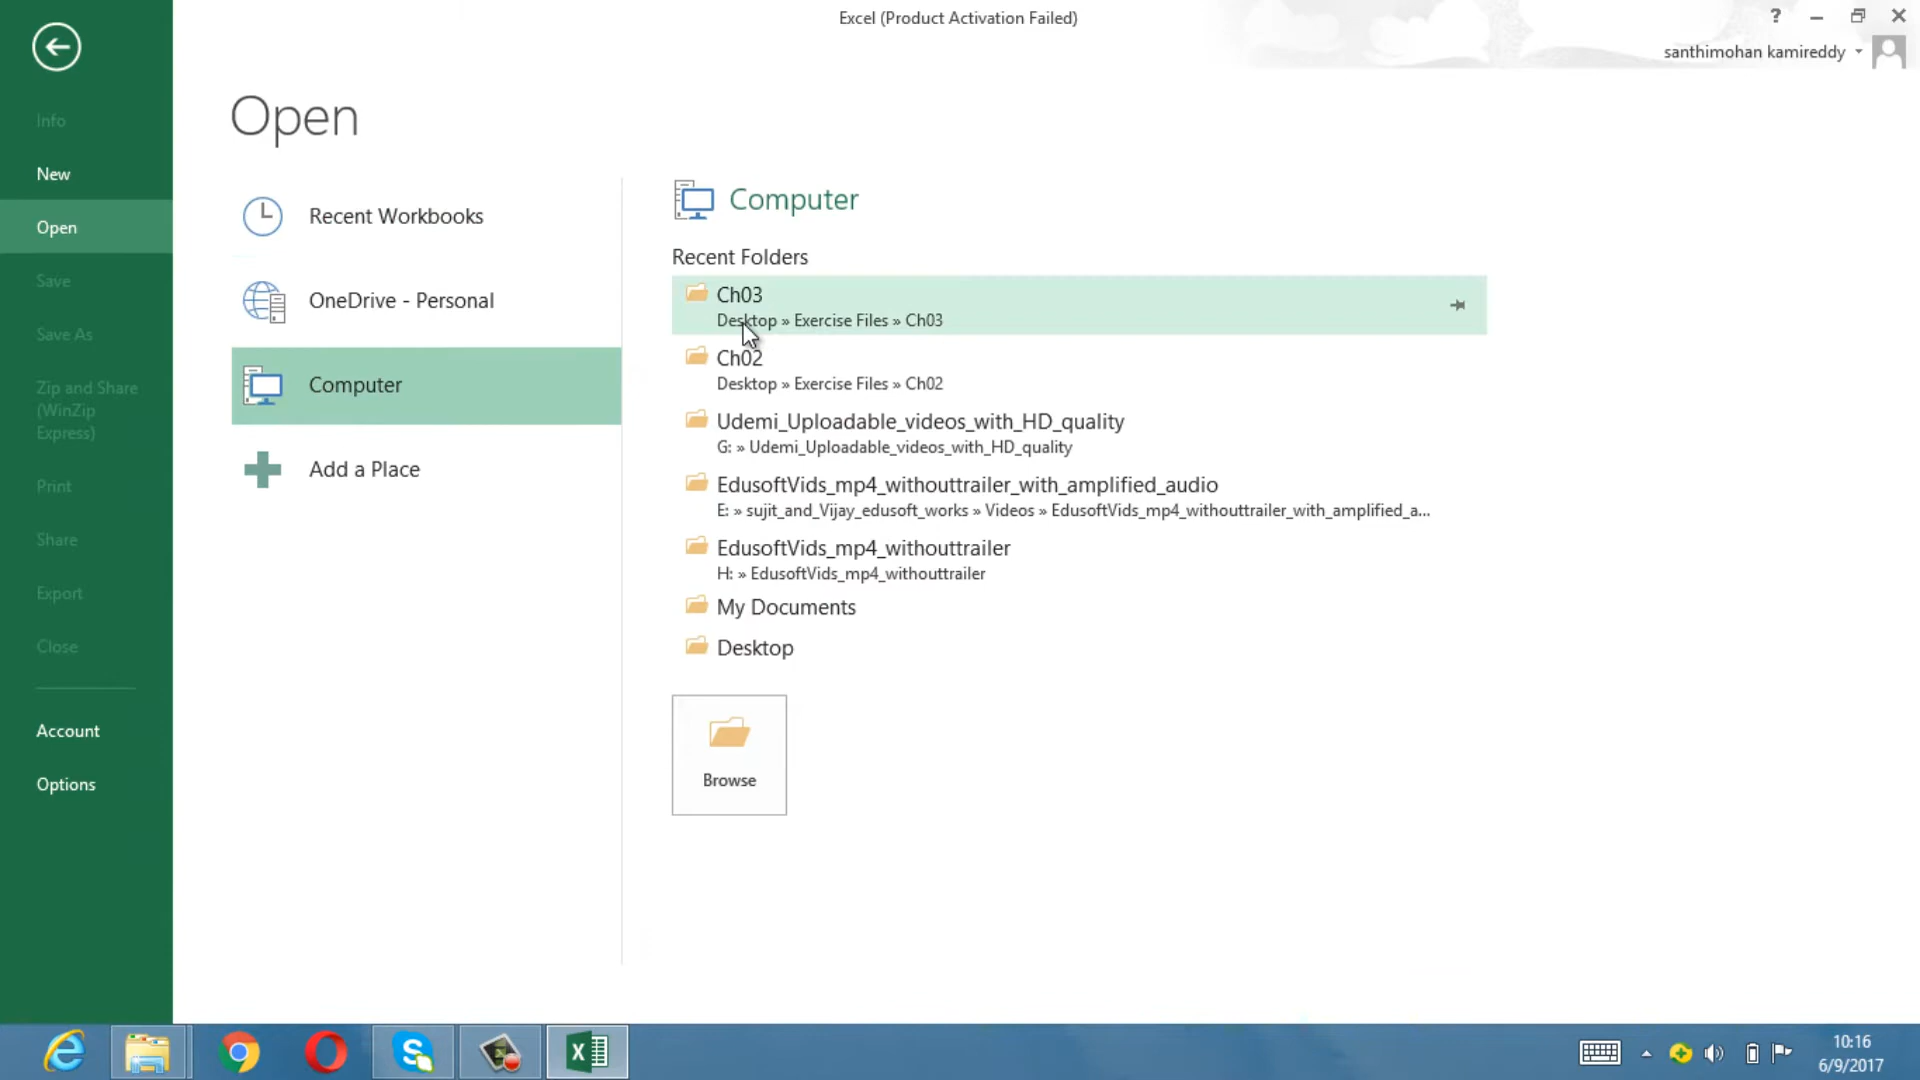 Excel (Product Activation Failed)
?
santhimohan kamireddy
Info
New
Open
Save
Save As
Zip and Share
(WinZip
Express)
Print
Share
Export
Close
Account
Options
Open
Recent Workbooks
OneDrive - Personal
Computer
Add a Place
Computer
Recent Folders
Ch03
Desktop » Exercise Files » Ch03
Ch02
Desktop » Exercise Files » Ch02
Udemi_Uploadable_videos_with_HD_quality
G: » Udemi_Uploadable_videos_with_HD_quality
EdusoftVids_mp4_withouttrailer_with_amplified_audio
E: » sujit_and_Vijay_edusoft_works » Videos » EdusoftVids_mp4_withouttrailer_with_amplified_a...
EdusoftVids_mp4_withouttrailer
H: » EdusoftVids_mp4_withouttrailer
My Documents
Desktop
Browse
10:16
6/9/2017